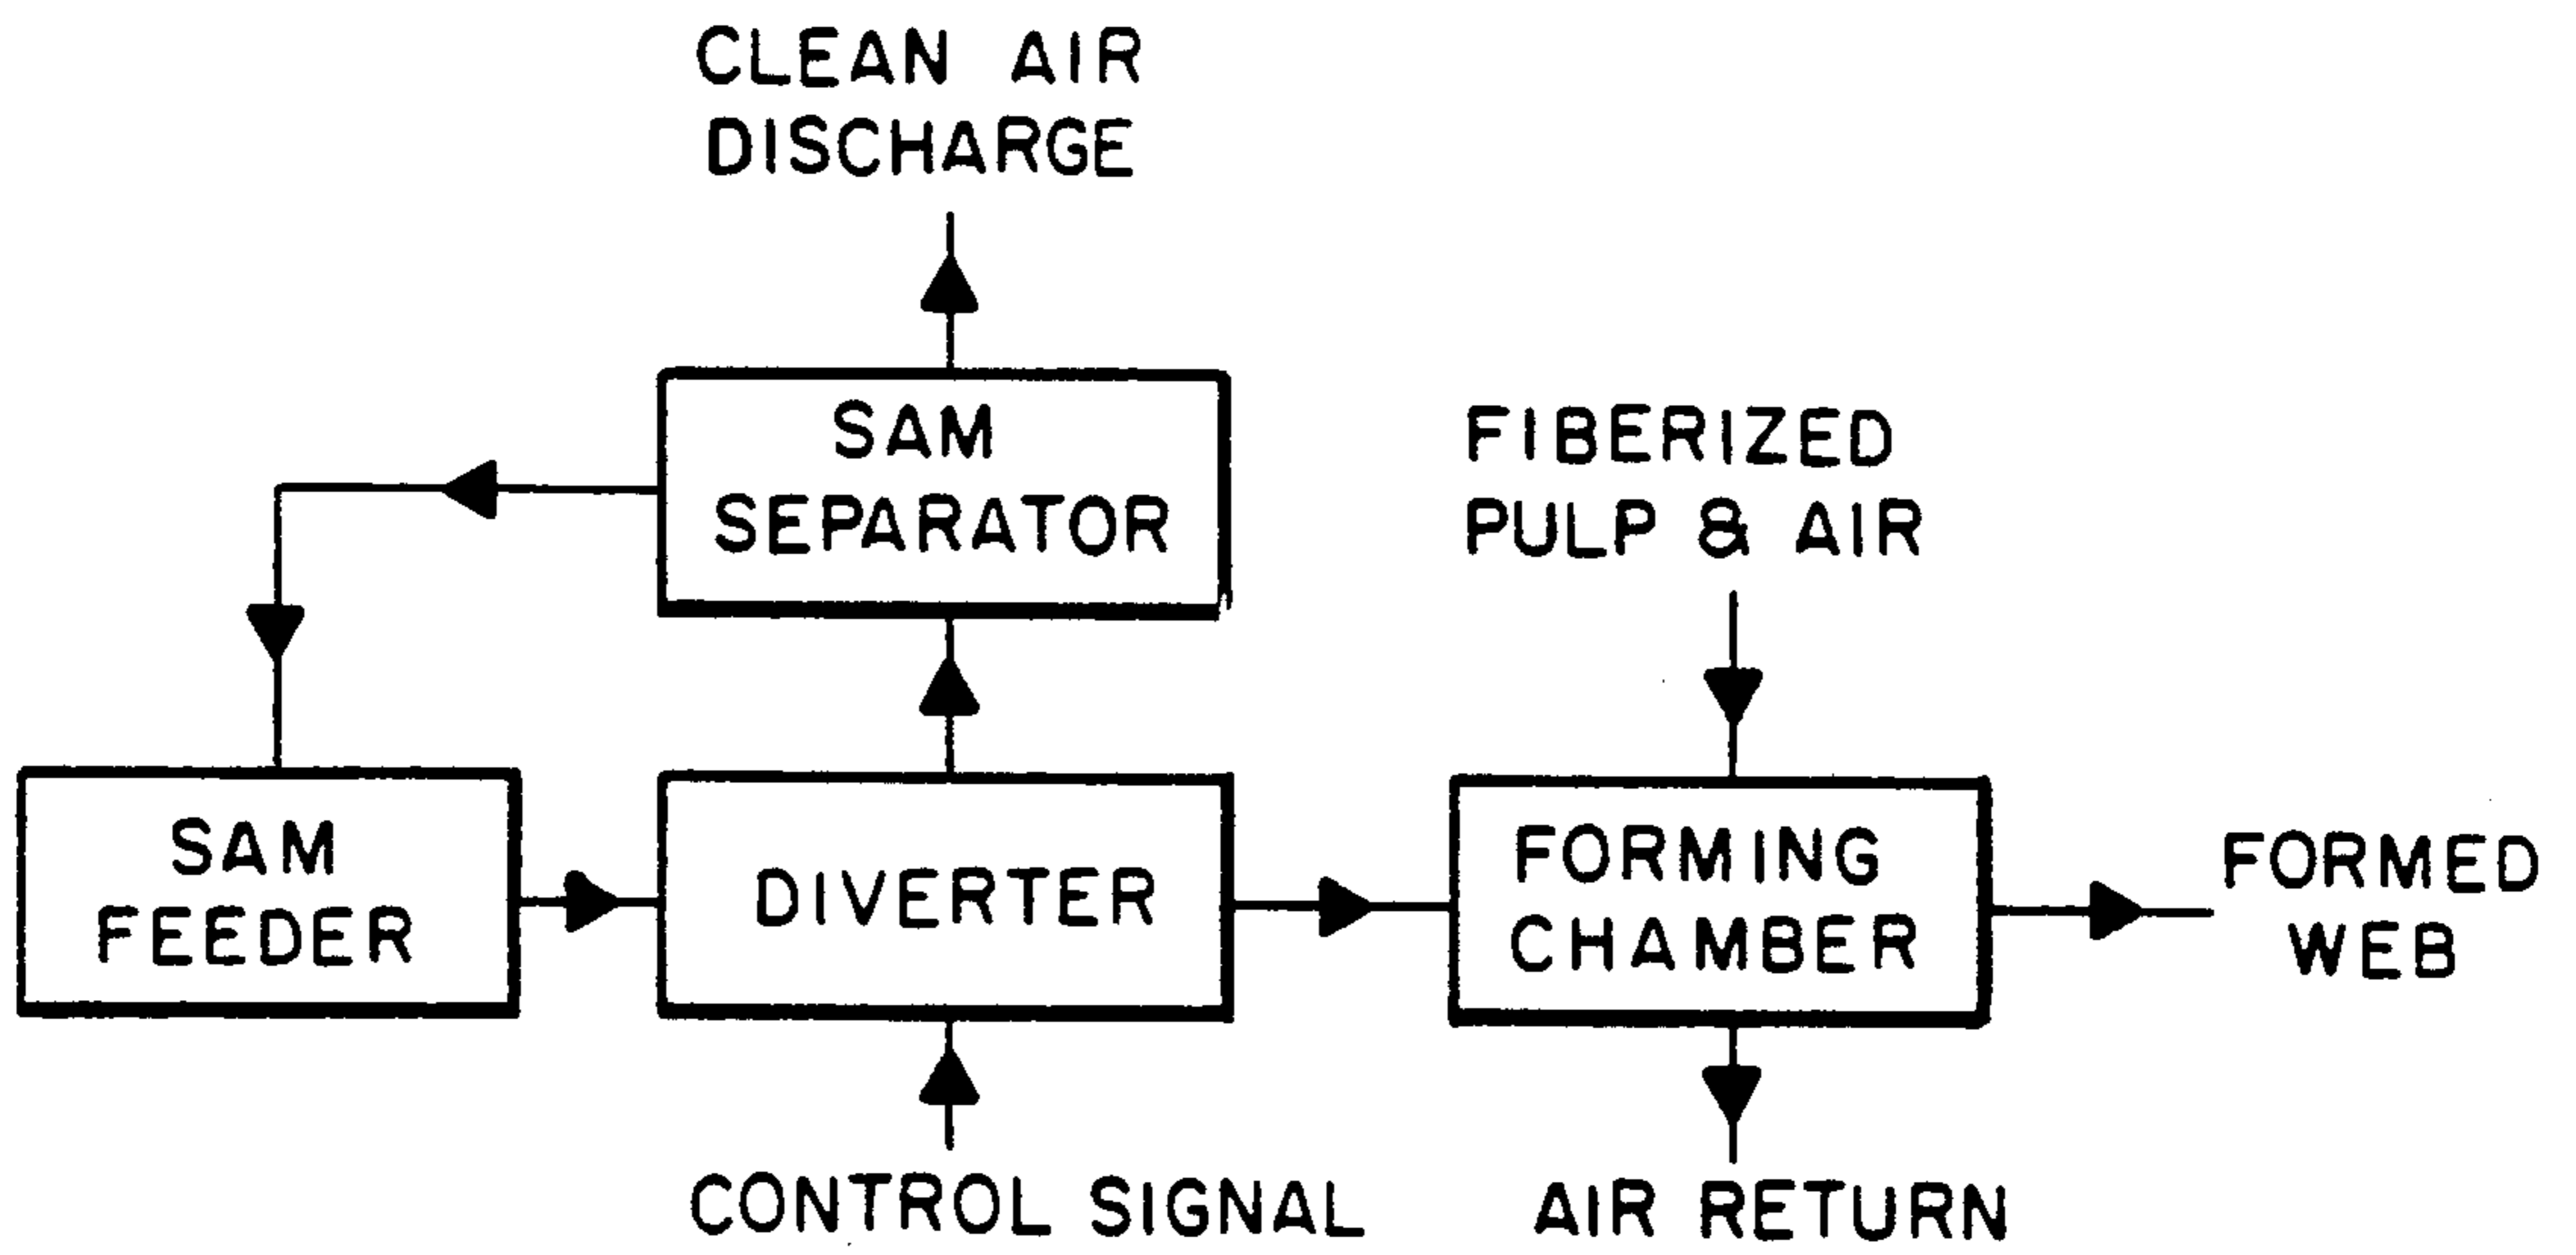 CLEAN AIR
DISCHARGE
SAM
SEPARATOR
FIBERIZED
PULP & AIR
SAM
FEEDER
DIVERTER
FORMING
CHAMBER
FORMED
WEB
CONTROL SIGNAL
AIR RETURN